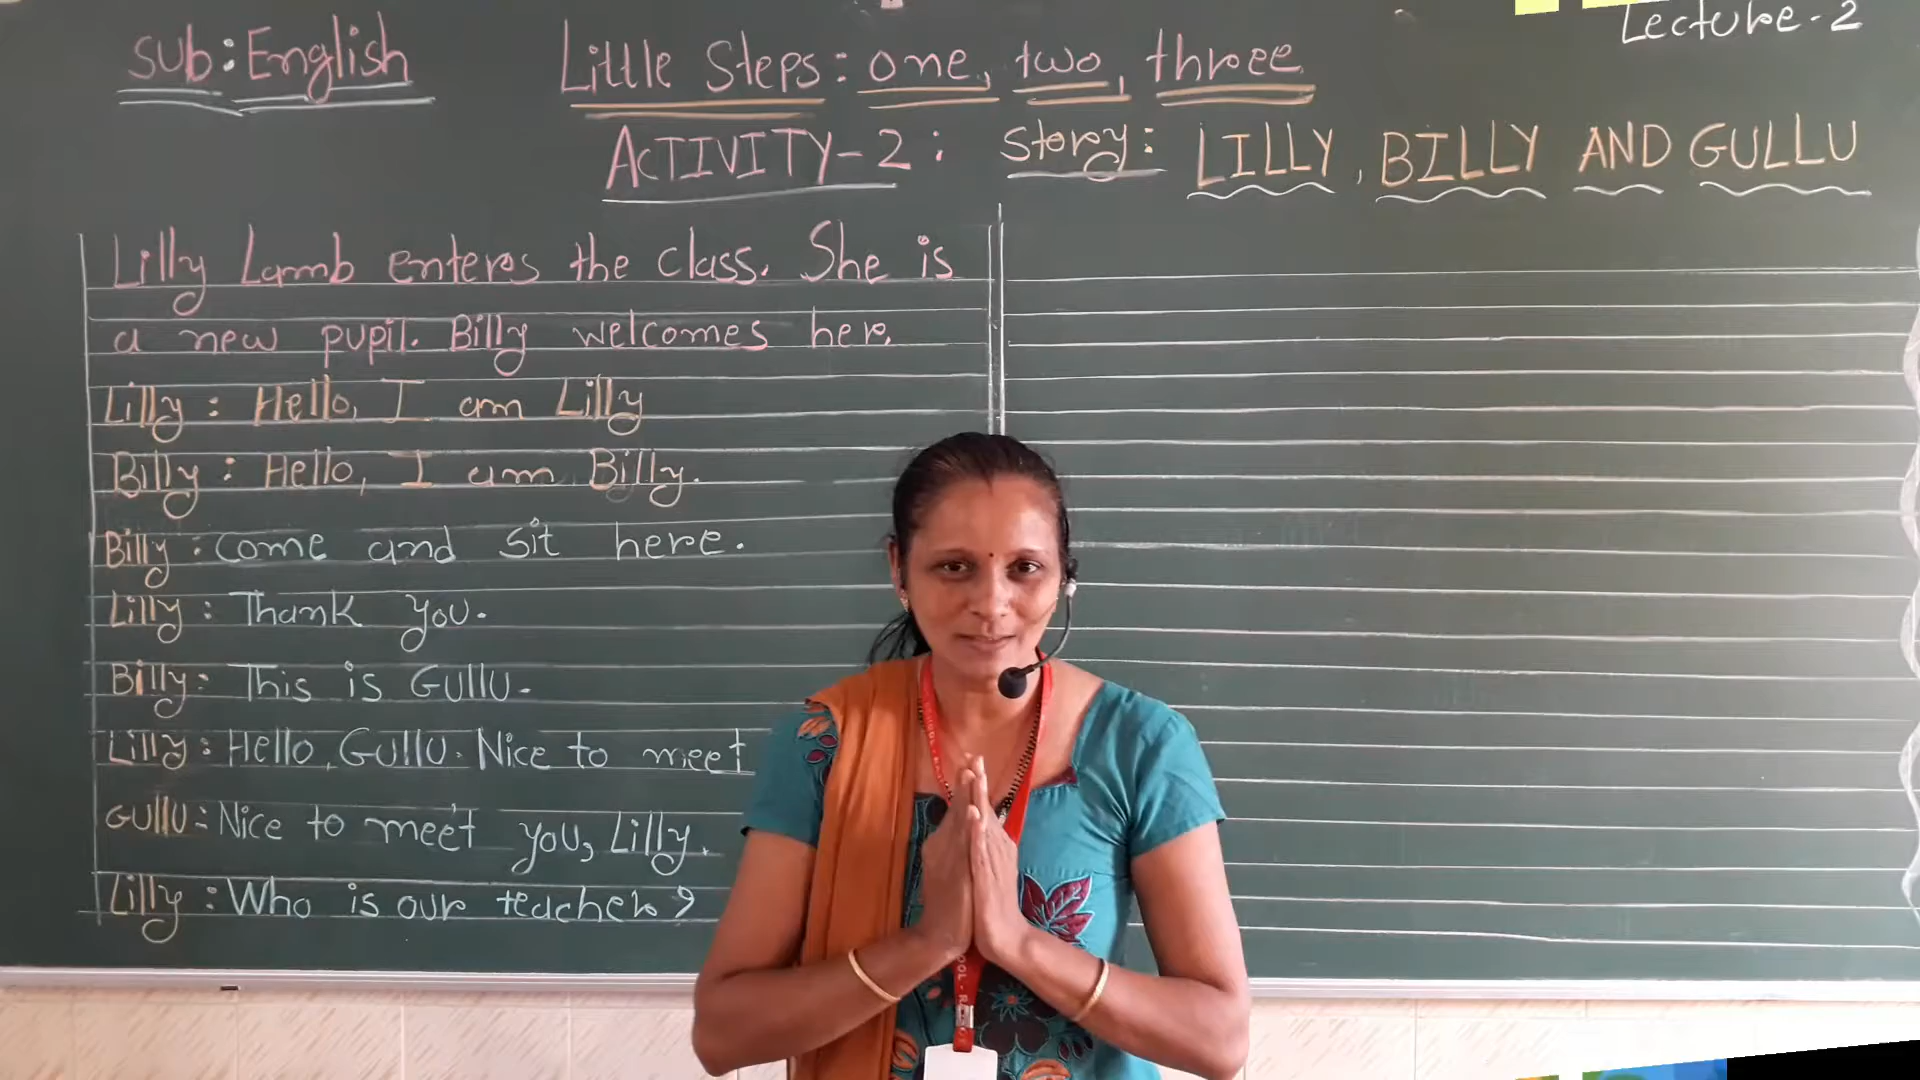 Lecture-2
Sub: English
Little Steps: one, two, three
ACTIVITY-2: Story: LILLY, BILLY AND GULLU
Lilly Lamb enters the class. She is
a new pupil. Billy welcomes her.
Lilly: Hello, I am Lilly
Billy: Hello, I am Billy.
Billy: come and sit here.
Lilly: Thank you.
Billy: This is Gullu.
Lilly: Hello, Gullu. Nice to meet
Gullu: Nice to meet you, Lilly.
Lilly: Who is our teacher?